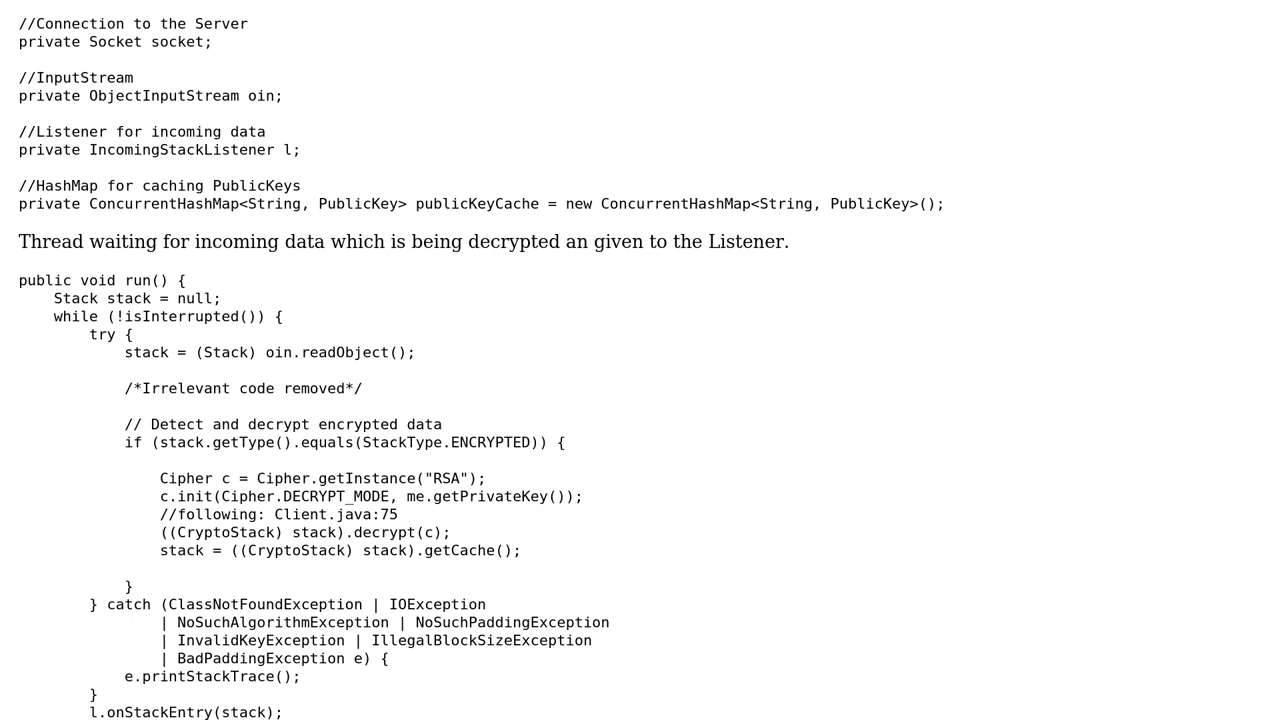 //Connection to the Server
private Socket socket;

//InputStream
private ObjectInputStream oin;

//Listener for incoming data
private IncomingStackListener l;

//HashMap for caching PublicKeys
private ConcurrentHashMap<String, PublicKey> publicKeyCache = new ConcurrentHashMap<String, PublicKey>();

Thread waiting for incoming data which is being decrypted an given to the Listener.

public void run() {
    Stack stack = null;
    while (!isInterrupted()) {
        try {
            stack = (Stack) oin.readObject();

            /*Irrelevant code removed*/

            // Detect and decrypt encrypted data
            if (stack.getType().equals(StackType.ENCRYPTED)) {

                Cipher c = Cipher.getInstance("RSA");
                c.init(Cipher.DECRYPT_MODE, me.getPrivateKey());
                //following: Client.java:75
                ((CryptoStack) stack).decrypt(c);
                stack = ((CryptoStack) stack).getCache();

            }
        } catch (ClassNotFoundException | IOException
                | NoSuchAlgorithmException | NoSuchPaddingException
                | InvalidKeyException | IllegalBlockSizeException
                | BadPaddingException e) {
            e.printStackTrace();
        }
        l.onStackEntry(stack);